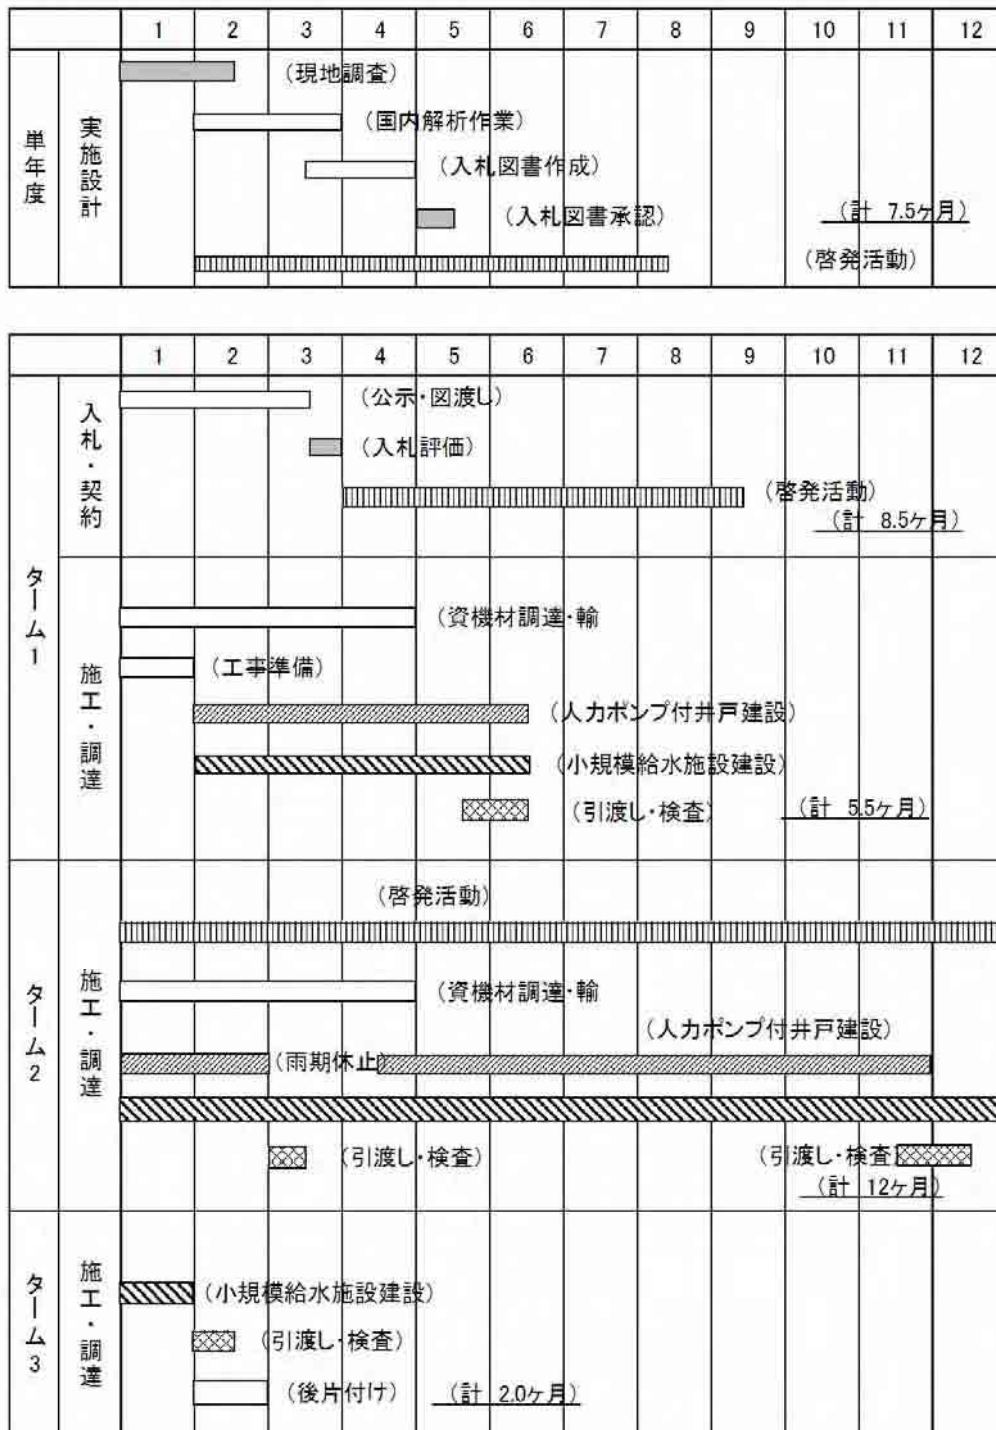 1 2 3 4 5 6 7 8 9 10 11 12
単年度
実施設計
(現地調査)
(国内解析作業)
(入札図書作成)
(入札図書承認)
(計 7.5ケ月)
(啓発活動)
1 2 3 4 5 6 7 8 9 10 11 12
ターム1
入札・契約
(公示・図渡し)
(入札評価)
(啓発活動)
(計 8.5ケ月)
施工・調達
(資機材調達・輸
(工事準備)
(人力ポンプ付井戸建設)
(小規模給水施設建設)
(引渡し・検査)
(計 5.5ケ月)
ターム2
施工・調達
(啓発活動)
(資機材調達・輸
(人力ポンプ付井戸建設)
(雨期休止)
(引渡し・検査)
(引渡し・検査)
(計 12ケ月)
ターム3
施工・調達
(小規模給水施設建設)
(引渡し・検査)
(後片付け)
(計 2.0ケ月)